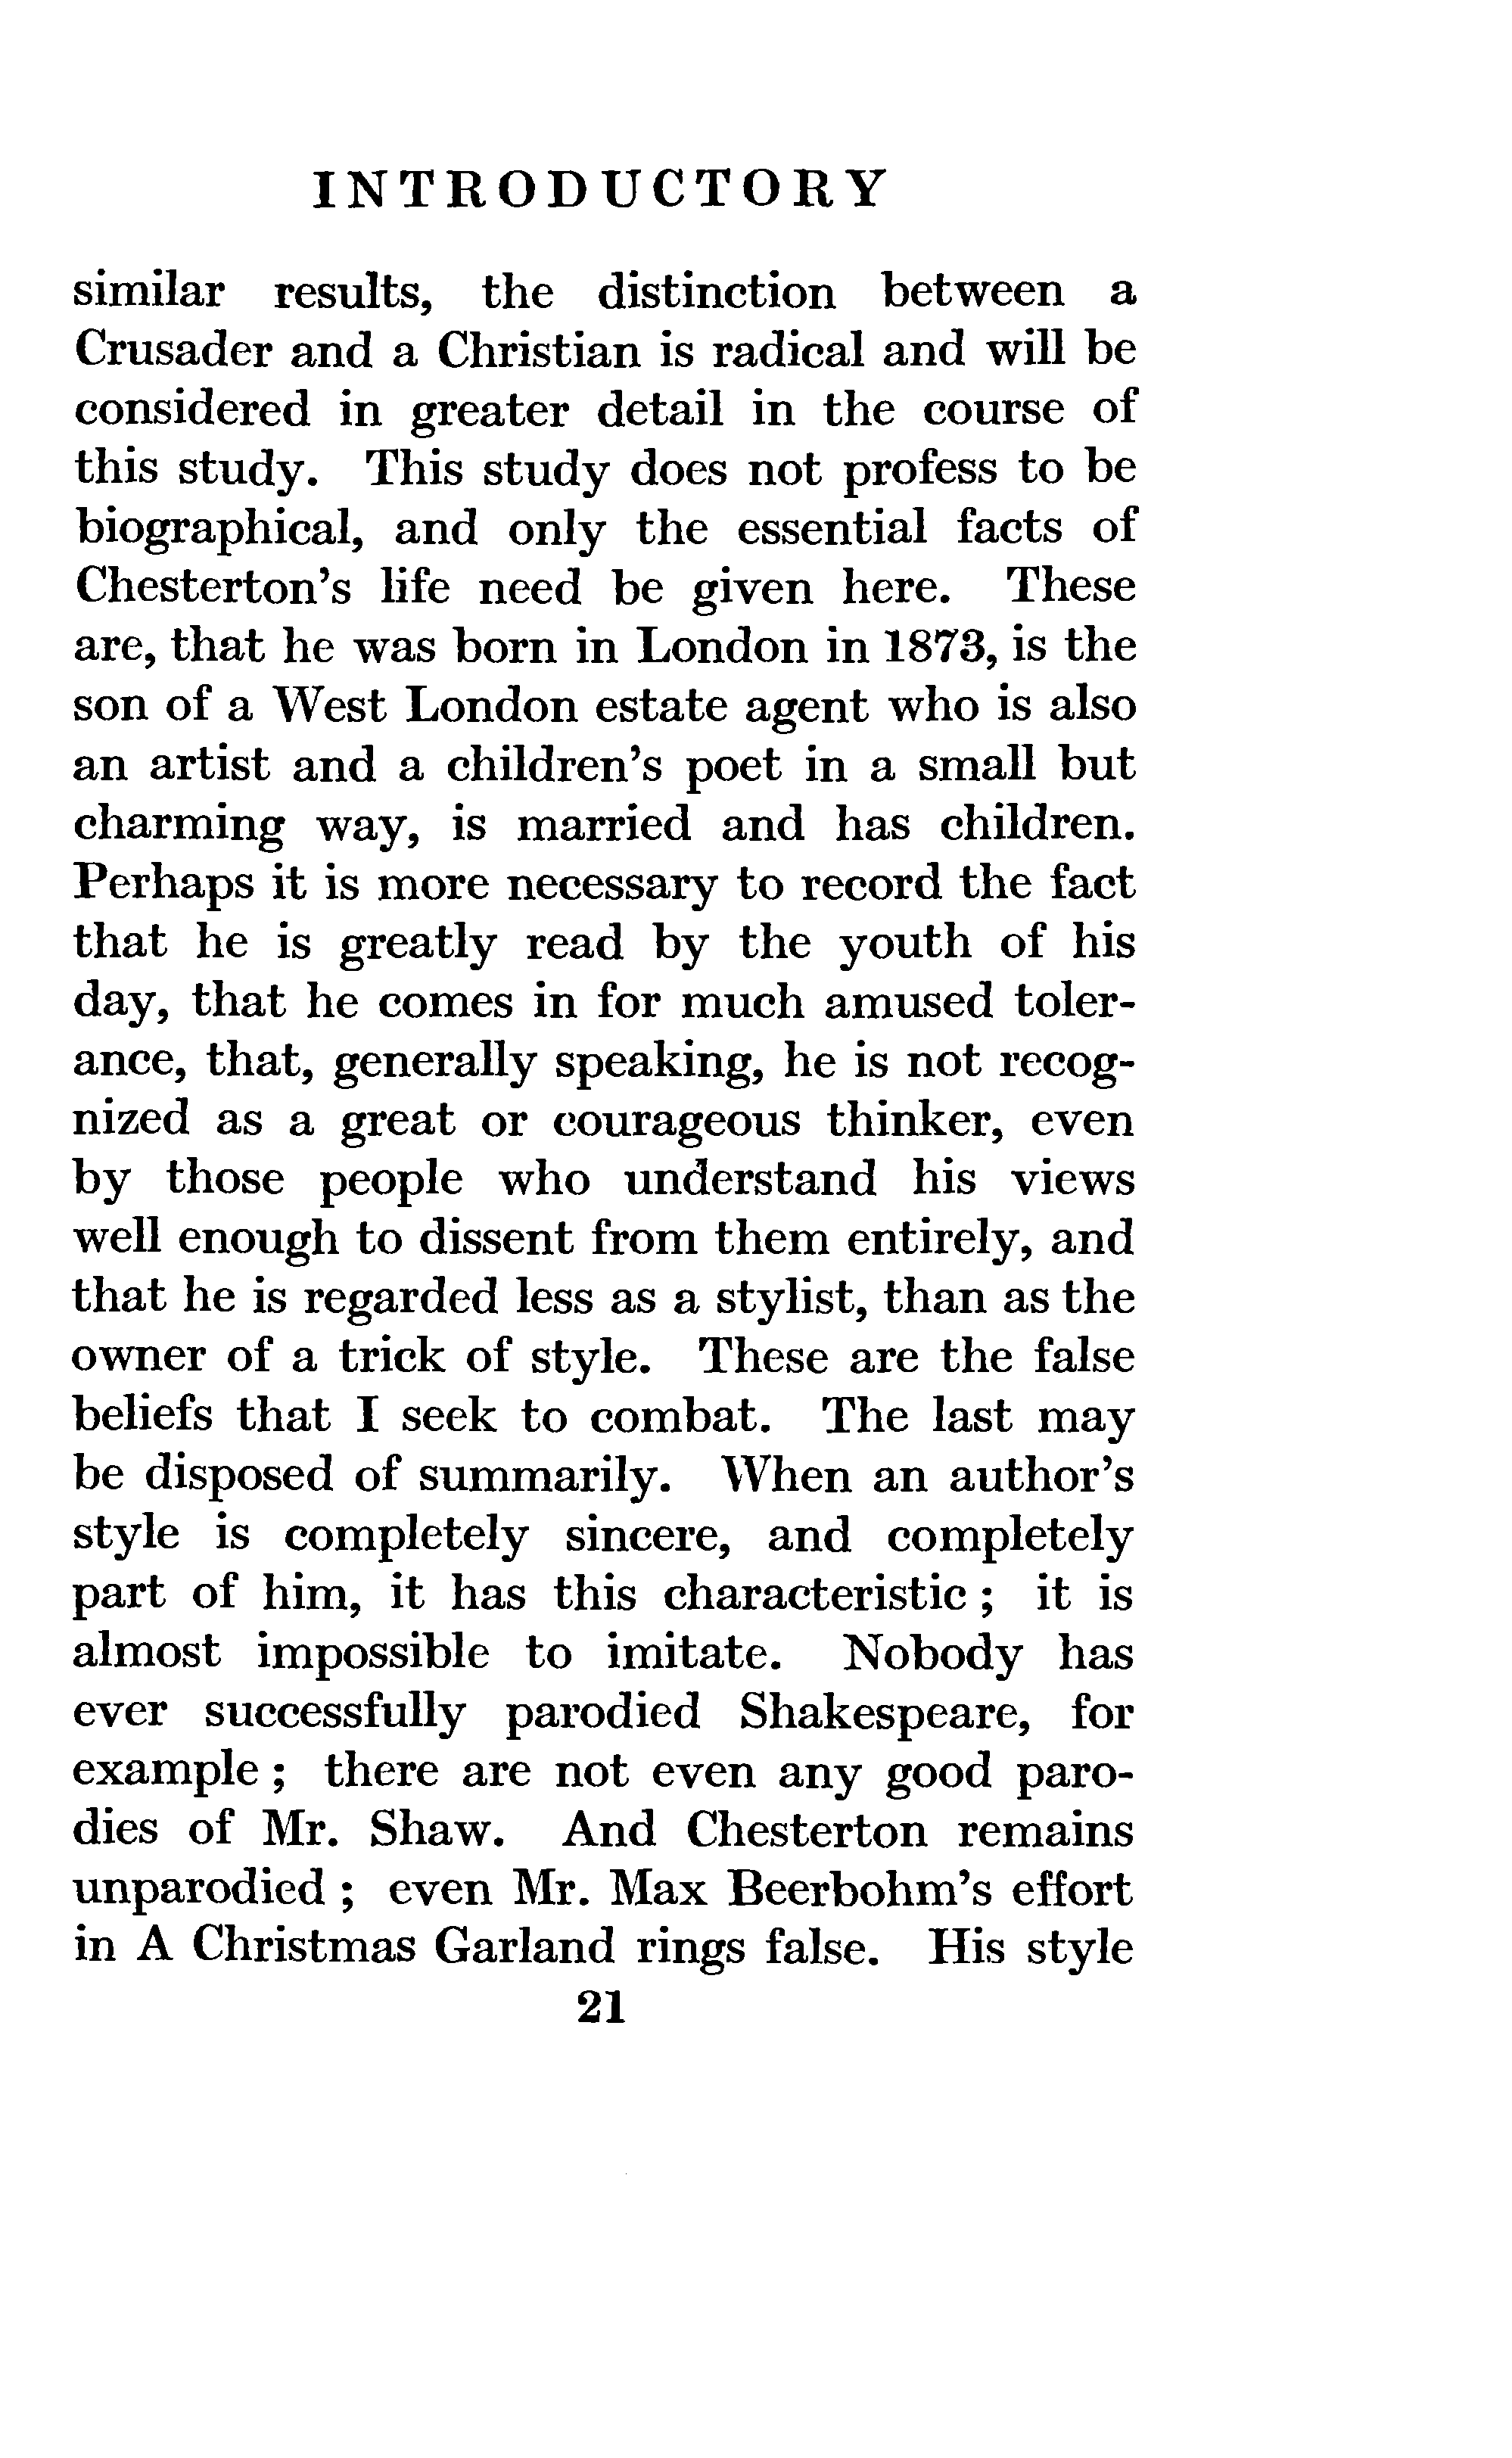 INTRODUCTORY
similar results, the distinction between a
Crusader and a Christian is radical and will be
considered in greater detail in the course of
this study. This study does not profess to be
biographical, and only the essential facts of
Chesterton's life need be given here. These
are, that he was born in London in 1873, is the
son of a West London estate agent who is also
an artist and a children's poet in a small but
charming way, is married and has children.
Perhaps it is more necessary to record the fact
that he is greatly read by the youth of his
day, that he comes in for much amused toler-
ance, that, generally speaking, he is not recog-
nized as a great or courageous thinker, even
by those people who understand his views
well enough to dissent from them entirely, and
that he is regarded less as a stylist, than as the
owner of a trick of style. These are the false
beliefs that I seek to combat. The last may
be disposed of summarily. When an author's
style is completely sincere, and completely
part of him, it has this characteristic ; it is
almost impossible to imitate. Nobody has
ever successfully parodied Shakespeare, for
example ; there are not even any good paro-
dies of Mr. Shaw. And Chesterton remains
unparodied ; even Mr. Max Beerbohm's effort
in A Christmas Garland rings false. His style
21